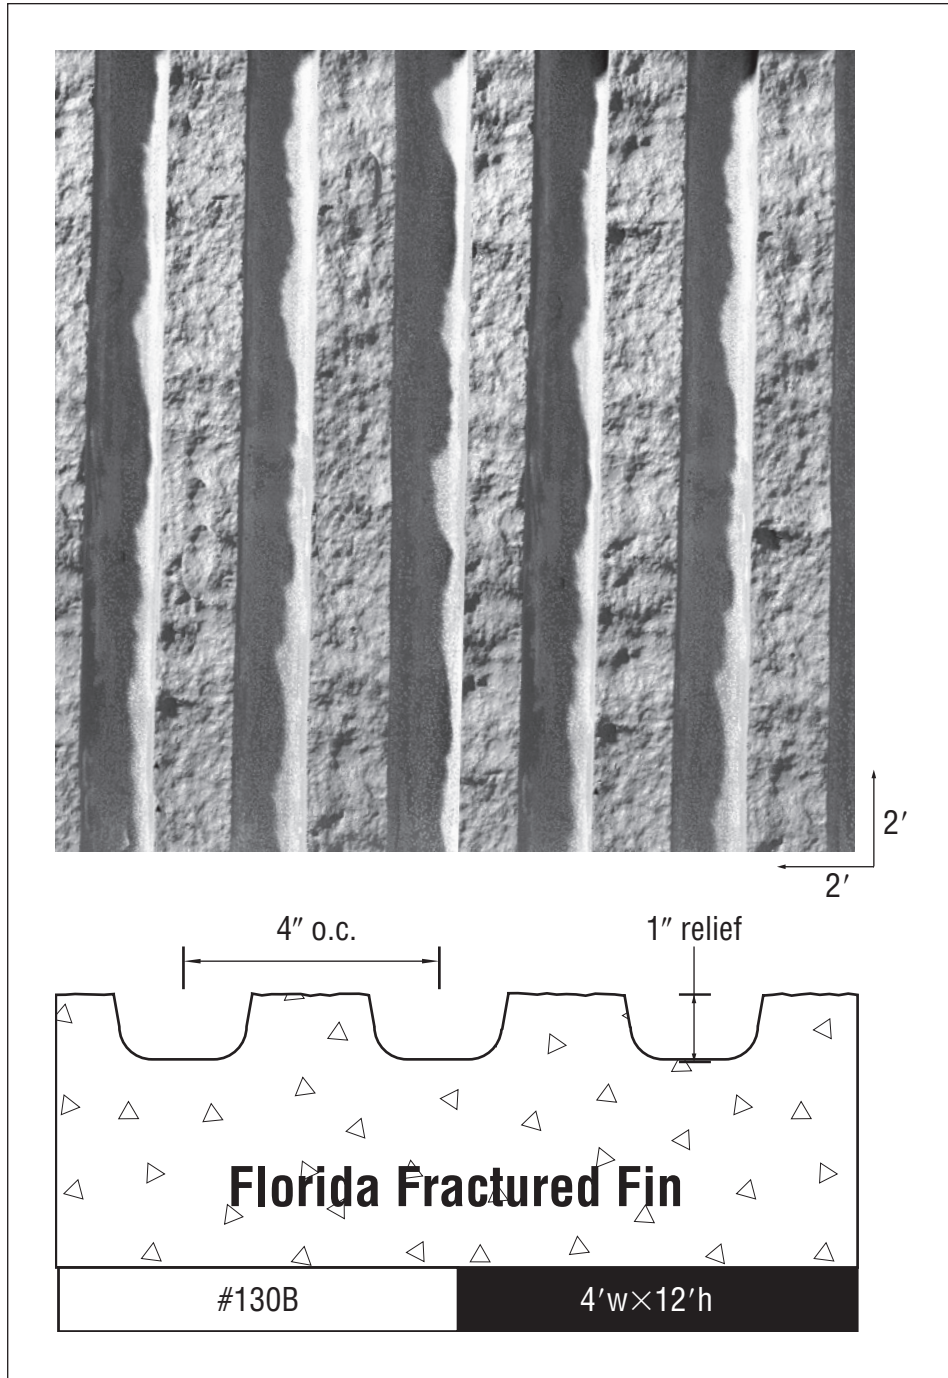 2′
2′
4″ o.c.
1″ relief
Florida Fractured Fin
#130B
4′w×12′h